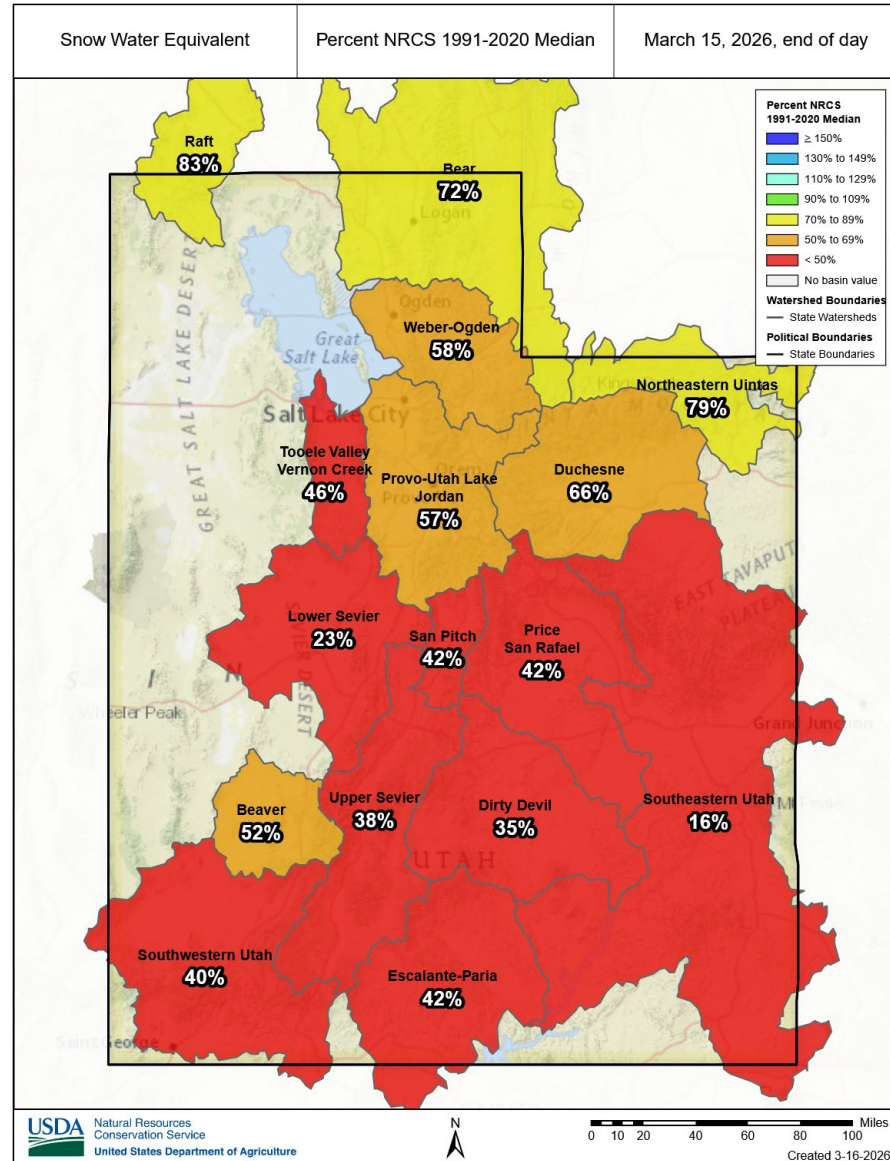 Snow Water Equivalent
Percent NRCS 1991-2020 Median
March 15, 2026, end of day
Percent NRCS
1991-2020 Median
≥ 150%
130% to 149%
110% to 129%
90% to 109%
70% to 89%
50% to 69%
< 50%
No basin value
Watershed Boundaries
State Watersheds
Political Boundaries
State Boundaries
Raft
83%
Bear
72%
Logan
Ogden
Weber-Ogden
58%
Great
Salt Lake
GREAT SALT LAKE DESERT
Northeastern Uintas
79%
Salt Lake City
Tooele Valley
Vernon Creek
46%
Provo-Utah Lake
Jordan
57%
Duchesne
66%
EAST TAVAPUTS
PLATEAU
Lower Sevier
23%
SEVIER DESERT
San Pitch
42%
Price
San Rafael
42%
Wheeler Peak
Grand Junction
Beaver
52%
Upper Sevier
38%
Dirty Devil
35%
Southeastern Utah
16%
UTAH
Southwestern Utah
40%
Escalante-Paria
42%
Saint George
USDA
Natural Resources
Conservation Service
United States Department of Agriculture
N
Miles
0 10 20 40 60 80 100
Created 3-16-2026